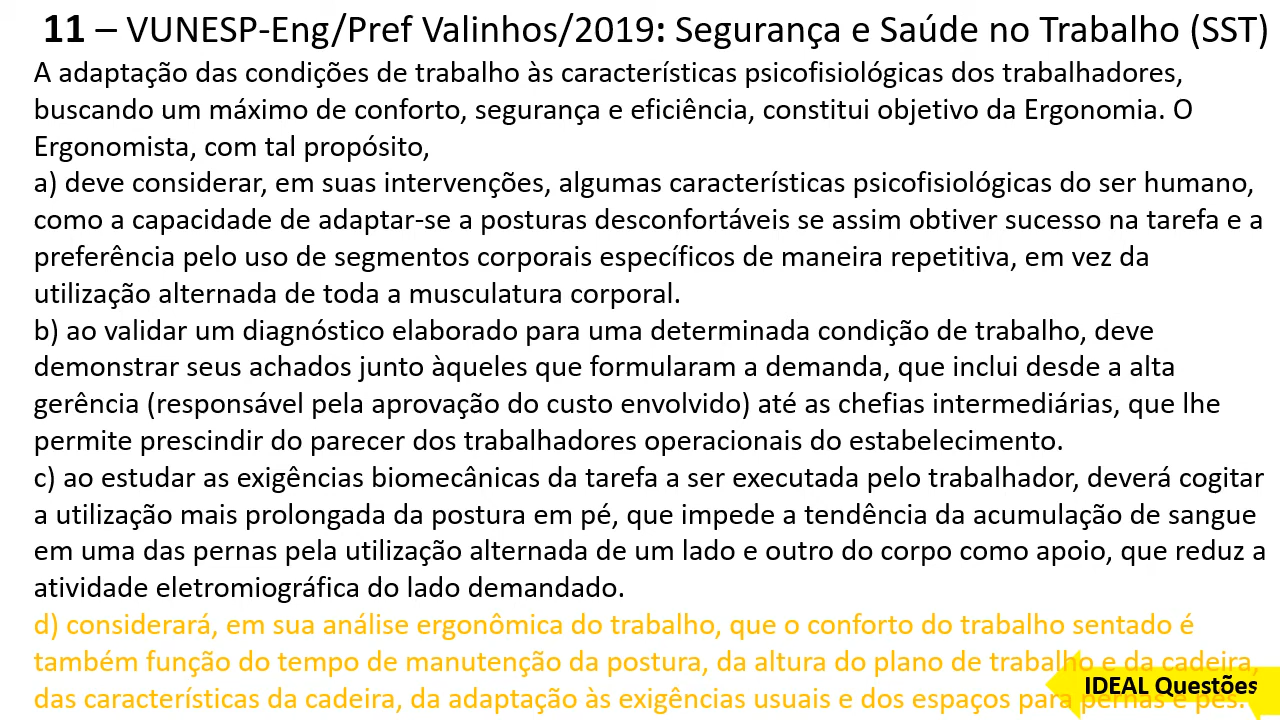 11 – VUNESP-Eng/Pref Valinhos/2019: Segurança e Saúde no Trabalho (SST)
A adaptação das condições de trabalho às características psicofisiológicas dos trabalhadores,
buscando um máximo de conforto, segurança e eficiência, constitui objetivo da Ergonomia. O
Ergonomista, com tal propósito,
a) deve considerar, em suas intervenções, algumas características psicofisiológicas do ser humano,
como a capacidade de adaptar-se a posturas desconfortáveis se assim obtiver sucesso na tarefa e a
preferência pelo uso de segmentos corporais específicos de maneira repetitiva, em vez da
utilização alternada de toda a musculatura corporal.
b) ao validar um diagnóstico elaborado para uma determinada condição de trabalho, deve
demonstrar seus achados junto àqueles que formularam a demanda, que inclui desde a alta
gerência (responsável pela aprovação do custo envolvido) até as chefias intermediárias, que lhe
permite prescindir do parecer dos trabalhadores operacionais do estabelecimento.
c) ao estudar as exigências biomecânicas da tarefa a ser executada pelo trabalhador, deverá cogitar
a utilização mais prolongada da postura em pé, que impede a tendência da acumulação de sangue
em uma das pernas pela utilização alternada de um lado e outro do corpo como apoio, que reduz a
atividade eletromiográfica do lado demandado.
d) considerará, em sua análise ergonômica do trabalho, que o conforto do trabalho sentado é
também função do tempo de manutenção da postura, da altura do plano de trabalho e da cadeira,
das características da cadeira, da adaptação às exigências usuais e dos espaços para pernas e pés.
IDEAL Questões